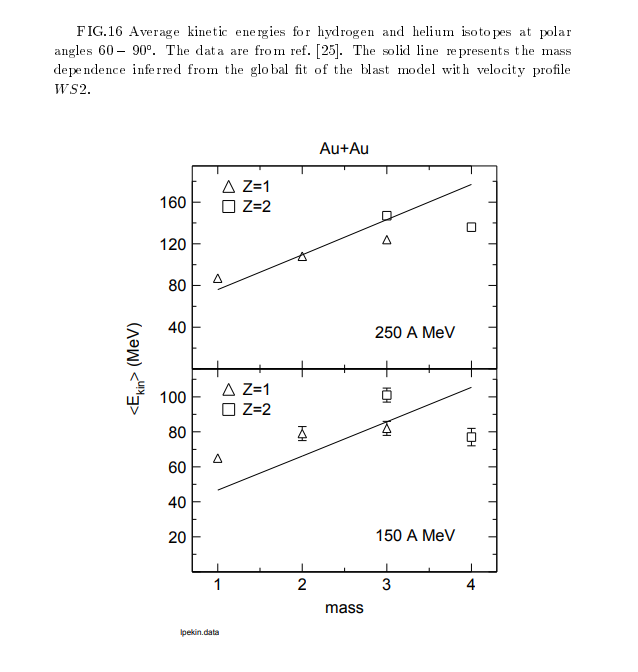 FIG.16 Average kinetic energies for hydrogen and helium isotopes at polar
angles 60 – 90°. The data are from ref. [25]. The solid line represents the mass
dependence inferred from the global fit of the blast model with velocity profile
WS2.
Au+Au
Z=1
Z=2
160
120
80
40
250 A MeV
<Ekin> (MeV)
Z=1
Z=2
100
80
60
40
20
150 A MeV
1 2 3 4
mass
lpekin.data